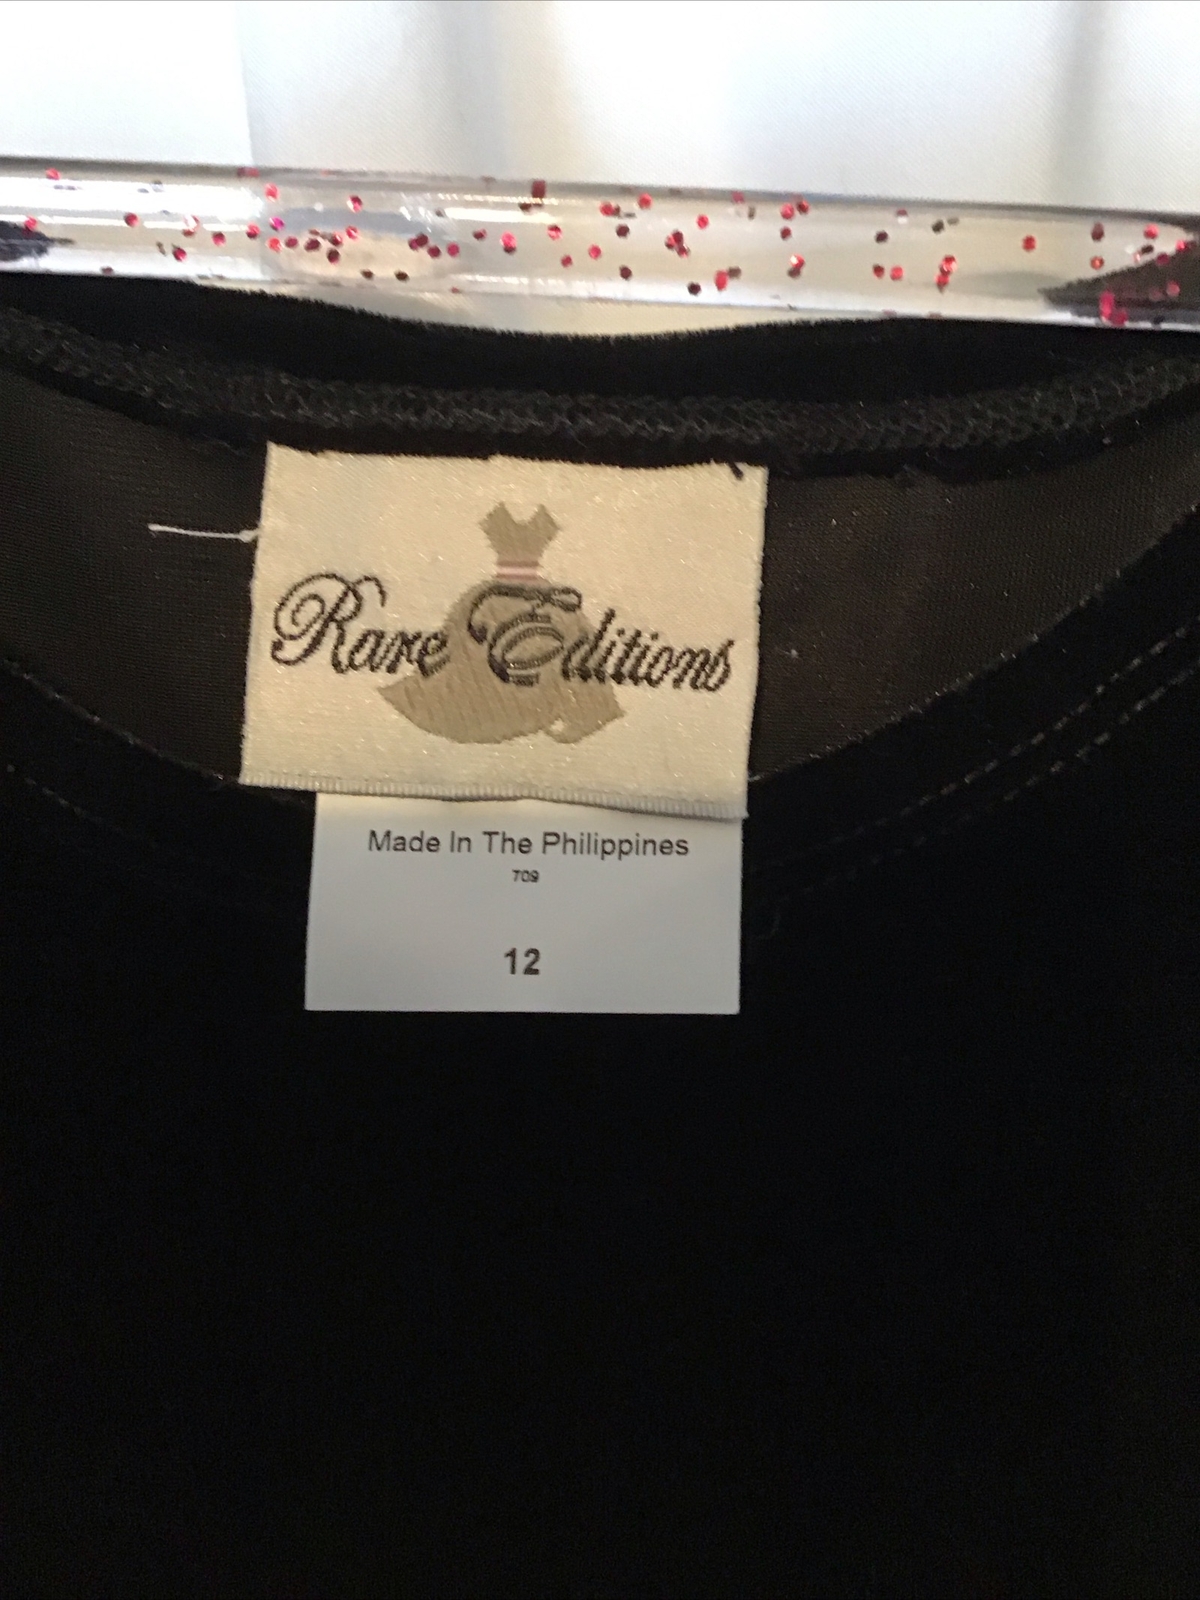 Rare Editions
Made In The Philippines
709
12